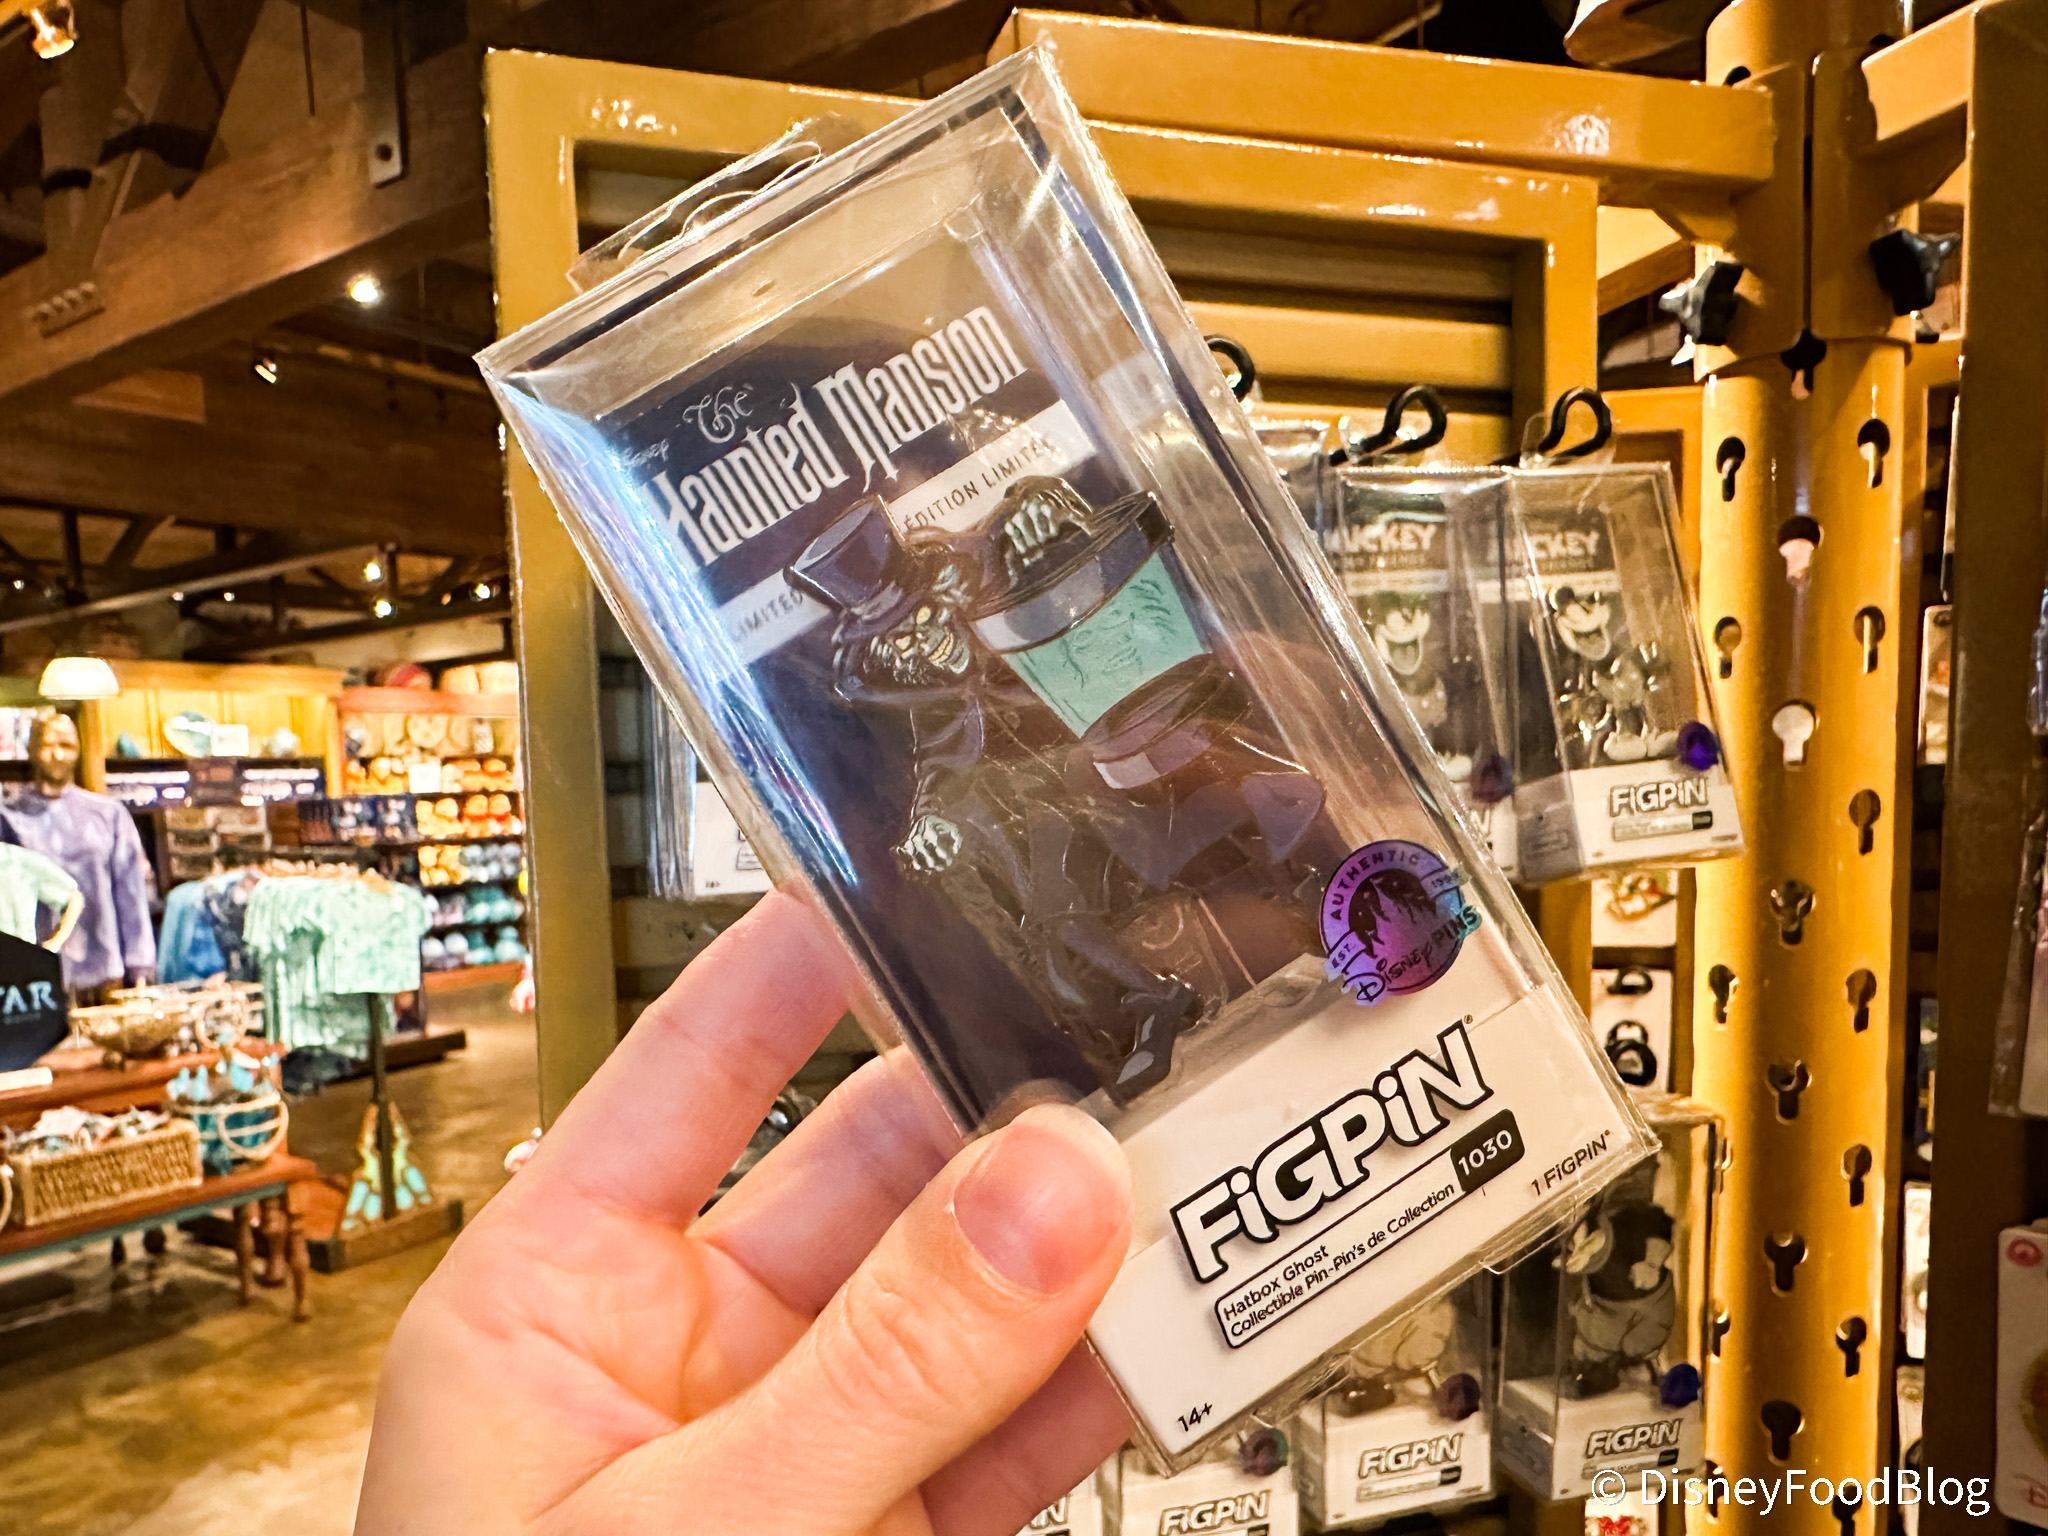 Disney
The
Haunted Mansion
LIMITED
ÉDITION LIMITÉE
AUTHENTIC
EST.
Disney PINS
FiGPiN®
Hatbox Ghost
Collectible Pin-Pin's de Collection
1030
1 FiGPiN®
14+
MICKEY
FiGPiN
FiGPiN
FiGPiN
FiGPiN
TAR
© DisneyFoodBlog